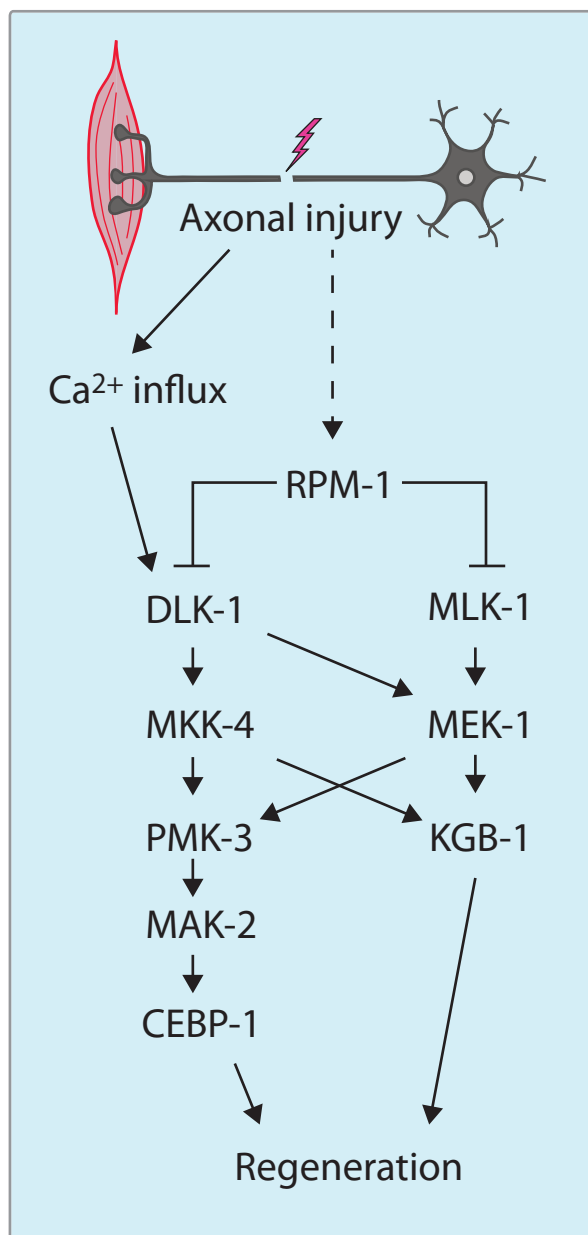 Axonal injury
Ca²⁺ influx
RPM-1
DLK-1
MLK-1
MKK-4
MEK-1
PMK-3
KGB-1
MAK-2
CEBP-1
Regeneration